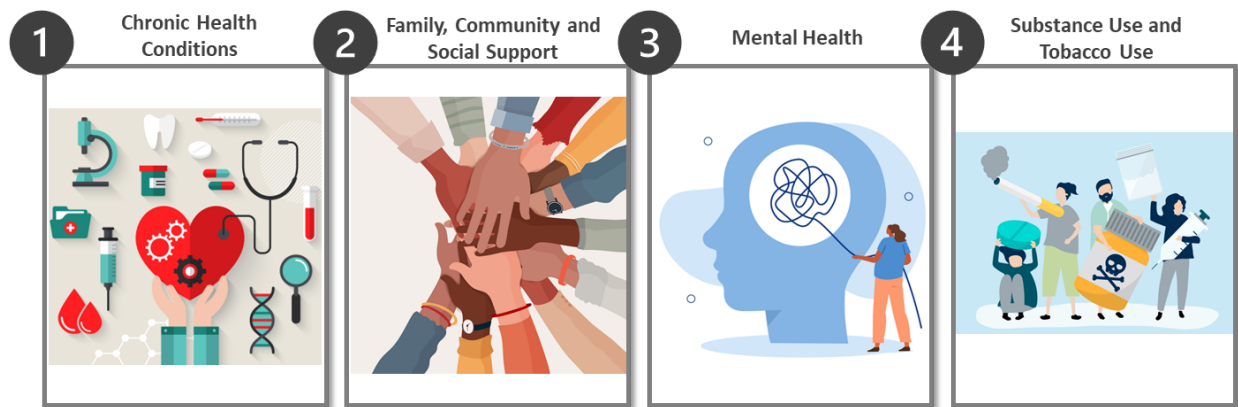 1
Chronic Health
Conditions
2
Family, Community and
Social Support
3
Mental Health
4
Substance Use and
Tobacco Use